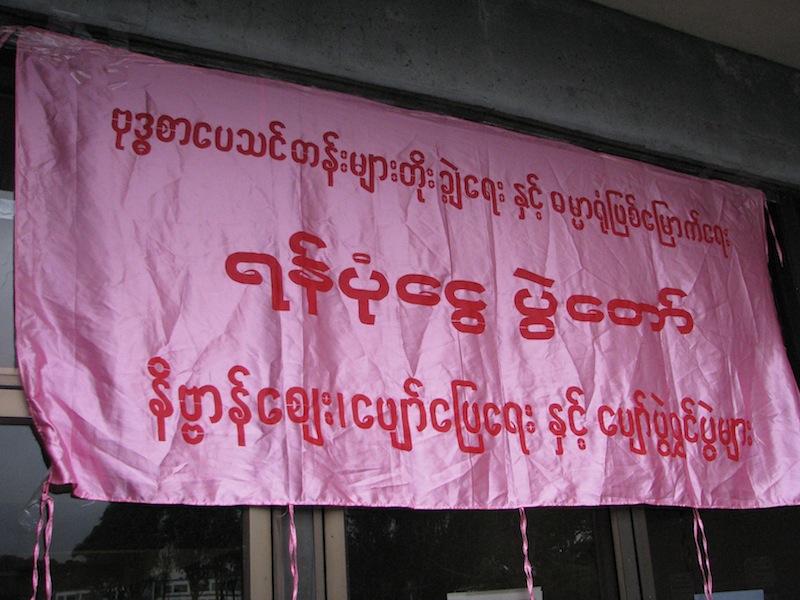 ဗုဒ္ဓစာပေသင်တန်းများတိုးချဲ့ရေး နှင့် ဓမ္မာရုံဖြစ်မြောက်ရေး
ရန်ပုံငွေ ပွဲတော်
နိဗ္ဗာန်ဈေး၊ပျော်ပြေရေး နှင့် ပျော်ပွဲရွှင်ပွဲများ